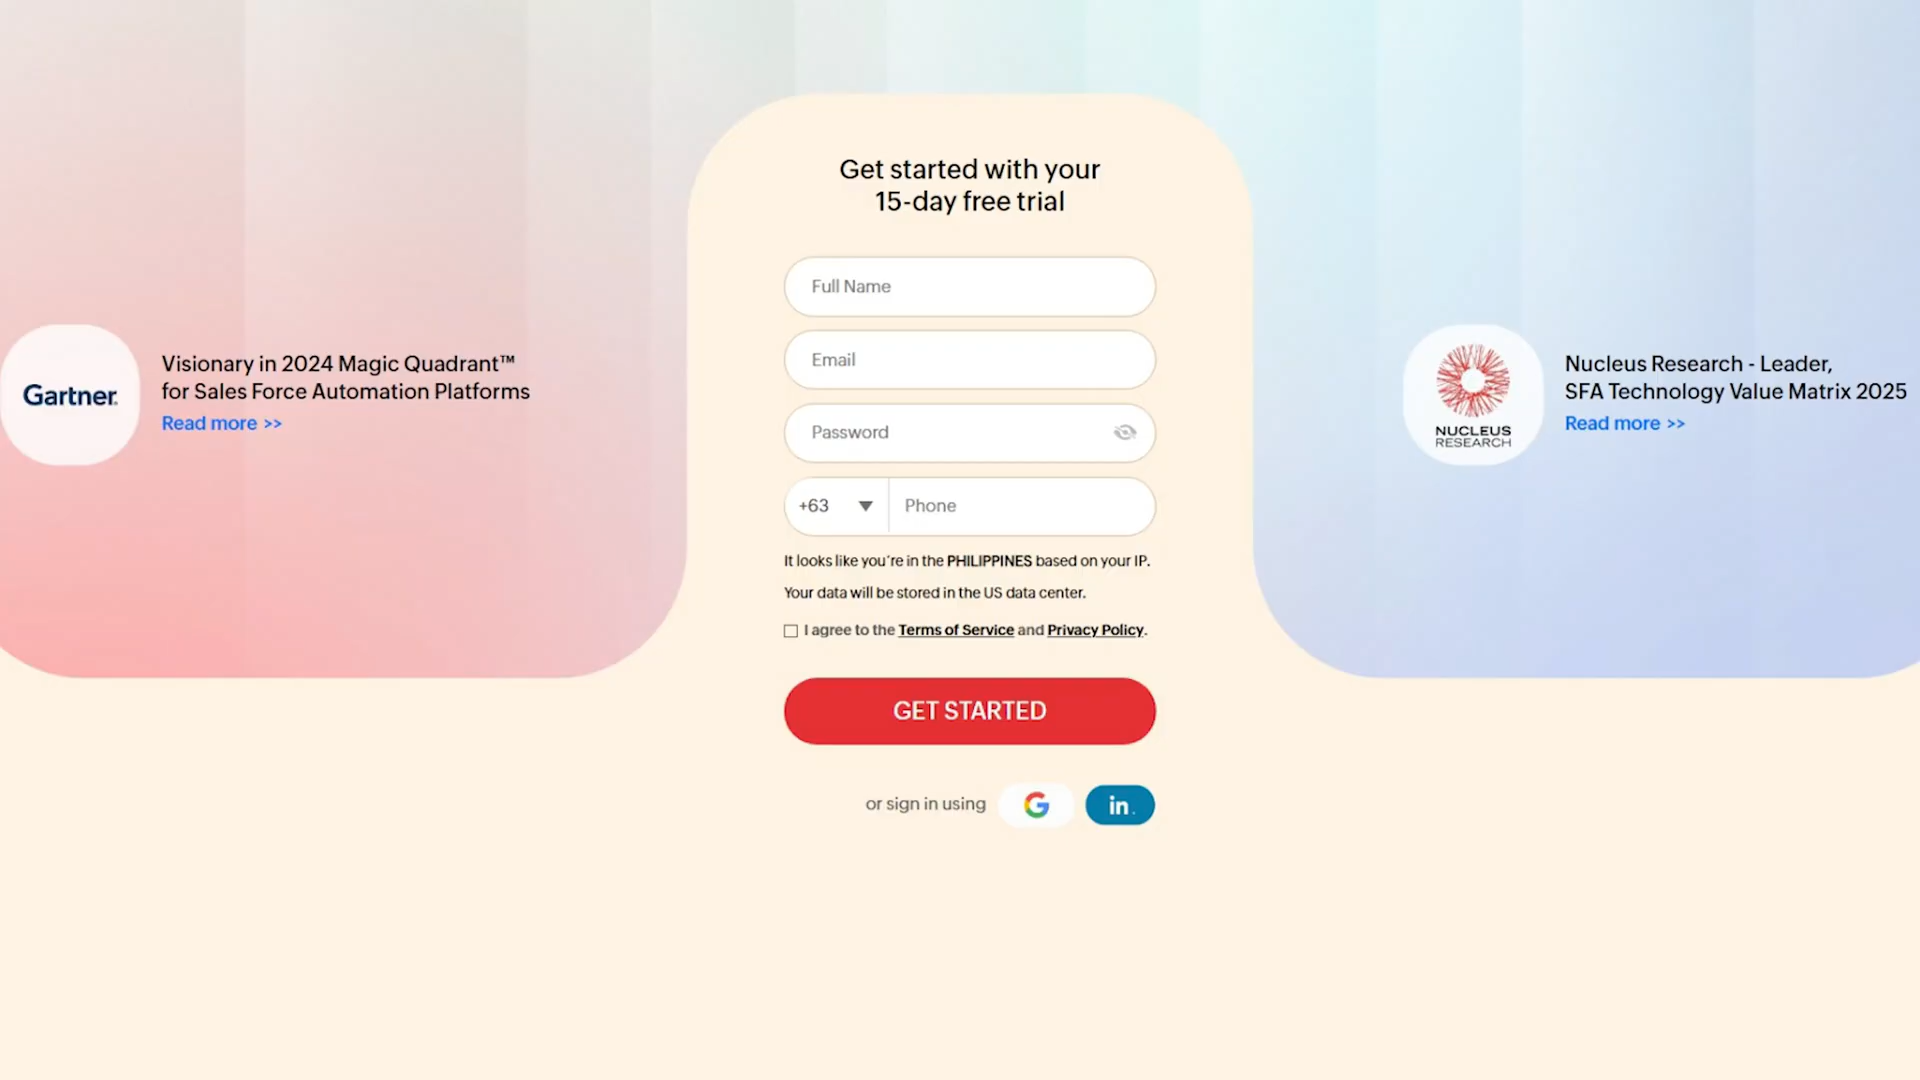 Get started with your
15-day free trial
Full Name
Email
Password
+63
Phone
It looks like you're in the PHILIPPINES based on your IP.
Your data will be stored in the US data center.
I agree to the Terms of Service and Privacy Policy.
GET STARTED
or sign in using
G
in
Gartner.
Visionary in 2024 Magic Quadrant™
for Sales Force Automation Platforms
Read more >>
NUCLEUS
RESEARCH
Nucleus Research - Leader,
SFA Technology Value Matrix 2025
Read more >>